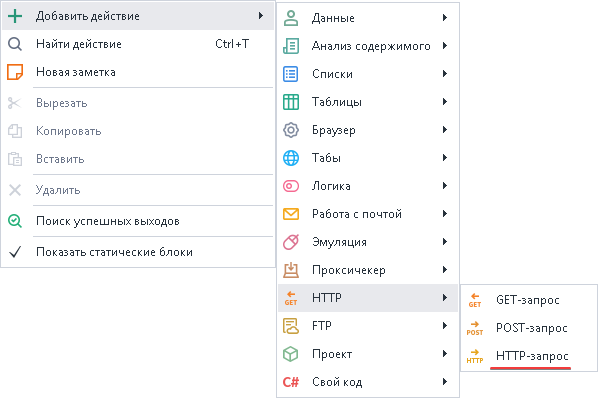 Добавить действие
Найти действие Ctrl+T
Новая заметка
Вырезать
Копировать
Вставить
Удалить
Поиск успешных выходов
Показать статические блоки
Данные
Анализ содержимого
Списки
Таблицы
Браузер
Табы
Логика
Работа с почтой
Эмуляция
Проксичекер
GET HTTP
FTP
Проект
C# Свой код
GET GET-запрос
POST POST-запрос
HTTP HTTP-запрос